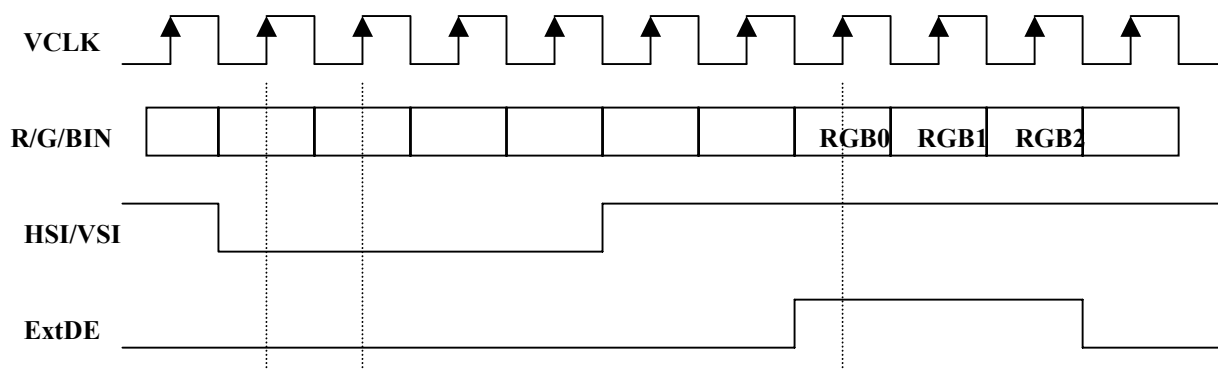 VCLK
R/G/BIN
RGB0 RGB1 RGB2
HSI/VSI
ExtDE